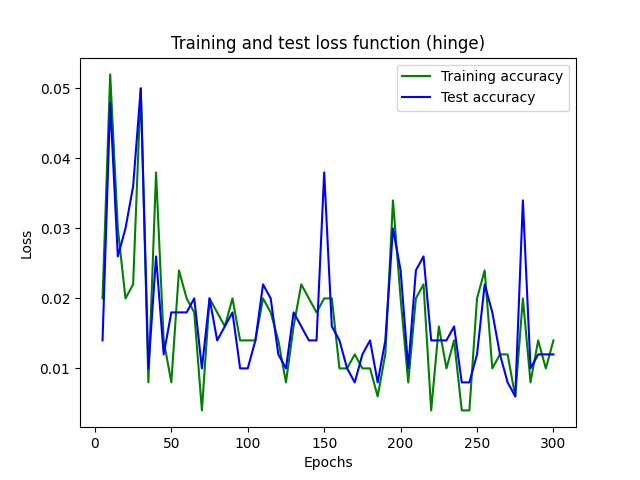 Training and test loss function (hinge)
Training accuracy
Test accuracy
0.05
0.04
0.03
0.02
0.01
Loss
0
50
100
150
200
250
300
Epochs